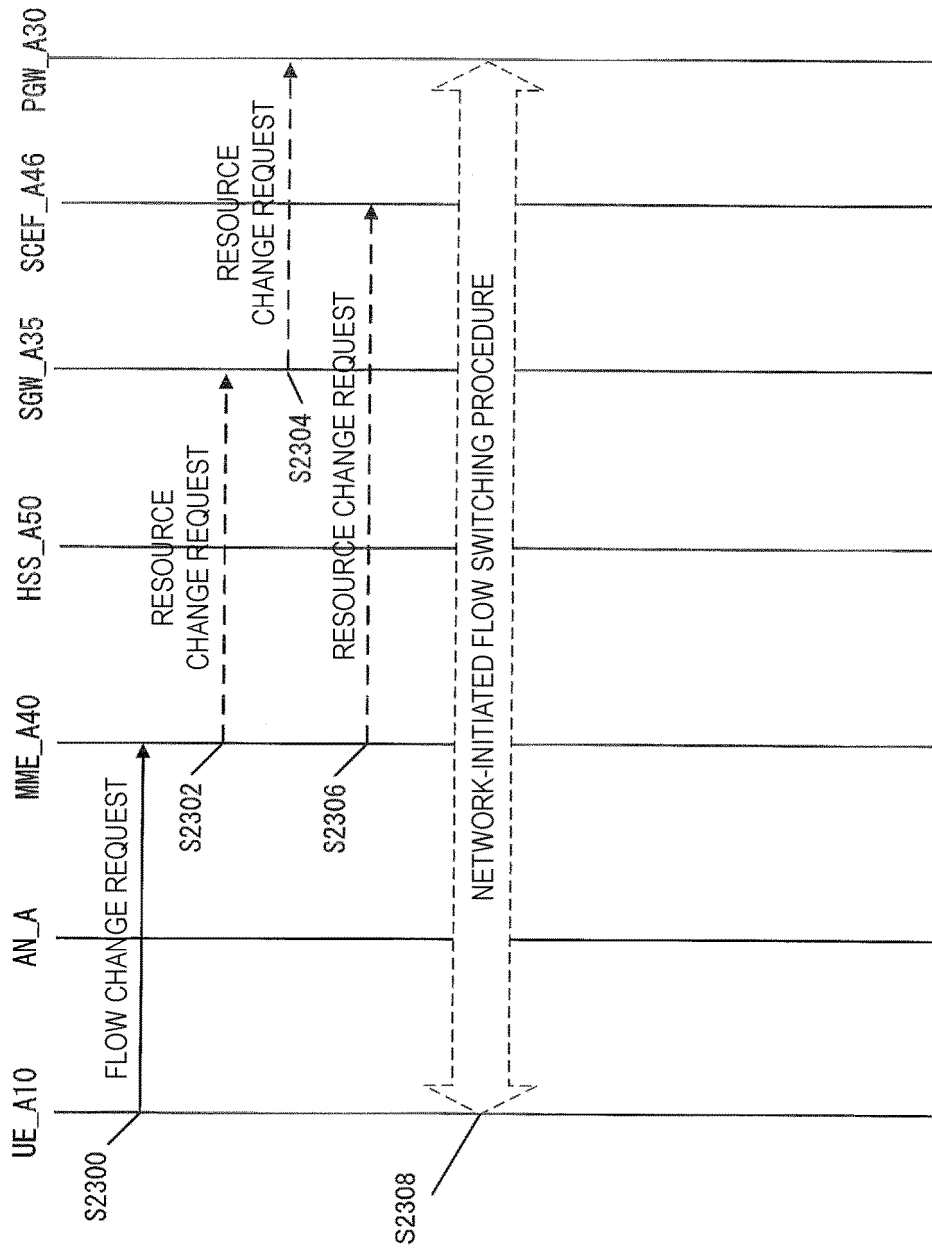 UE_A10 AN_A MME_A40 HSS_A50 SGW_A35 SCEF_A46 PGW_A30
S2300
FLOW CHANGE REQUEST
S2302
RESOURCE
CHANGE REQUEST
S2304
RESOURCE
CHANGE REQUEST
S2306
RESOURCE CHANGE REQUEST
S2308
NETWORK-INITIATED FLOW SWITCHING PROCEDURE